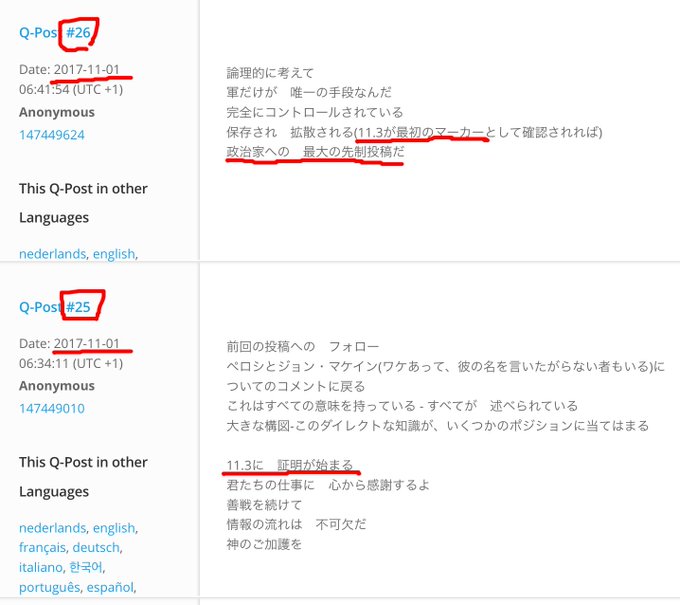 Q-Post #26
Date: 2017-11-01
06:41:54 (UTC +1)
Anonymous
147449624
This Q-Post in other
Languages
nederlands, english,
論理的に考えて
軍だけが 唯一の手段なんだ
完全にコントロールされている
保存され 拡散される(11.3が最初のマーカーとして確認されれば)
政治家への 最大の先制投稿だ
Q-Post #25
Date: 2017-11-01
06:34:11 (UTC +1)
Anonymous
147449010
This Q-Post in other
Languages
nederlands, english,
français, deutsch,
italiano, 한국어,
português, español,
前回の投稿への フォロー
ペロシとジョン・マケイン(ワケあって、彼の名を言いたがらない者もいる)に
ついてのコメントに戻る
これはすべての意味を持っている - すべてが 述べられている
大きな構図-このダイレクトな知識が、いくつかのポジションに当てはまる
11.3に 証明が始まる
君たちの仕事に 心から感謝するよ
善戦を続けて
情報の流れは 不可欠だ
神のご加護を